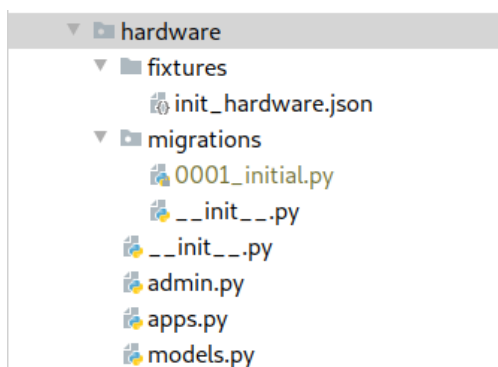 hardware
fixtures
init_hardware.json
migrations
0001_initial.py
__init__.py
__init__.py
admin.py
apps.py
models.py